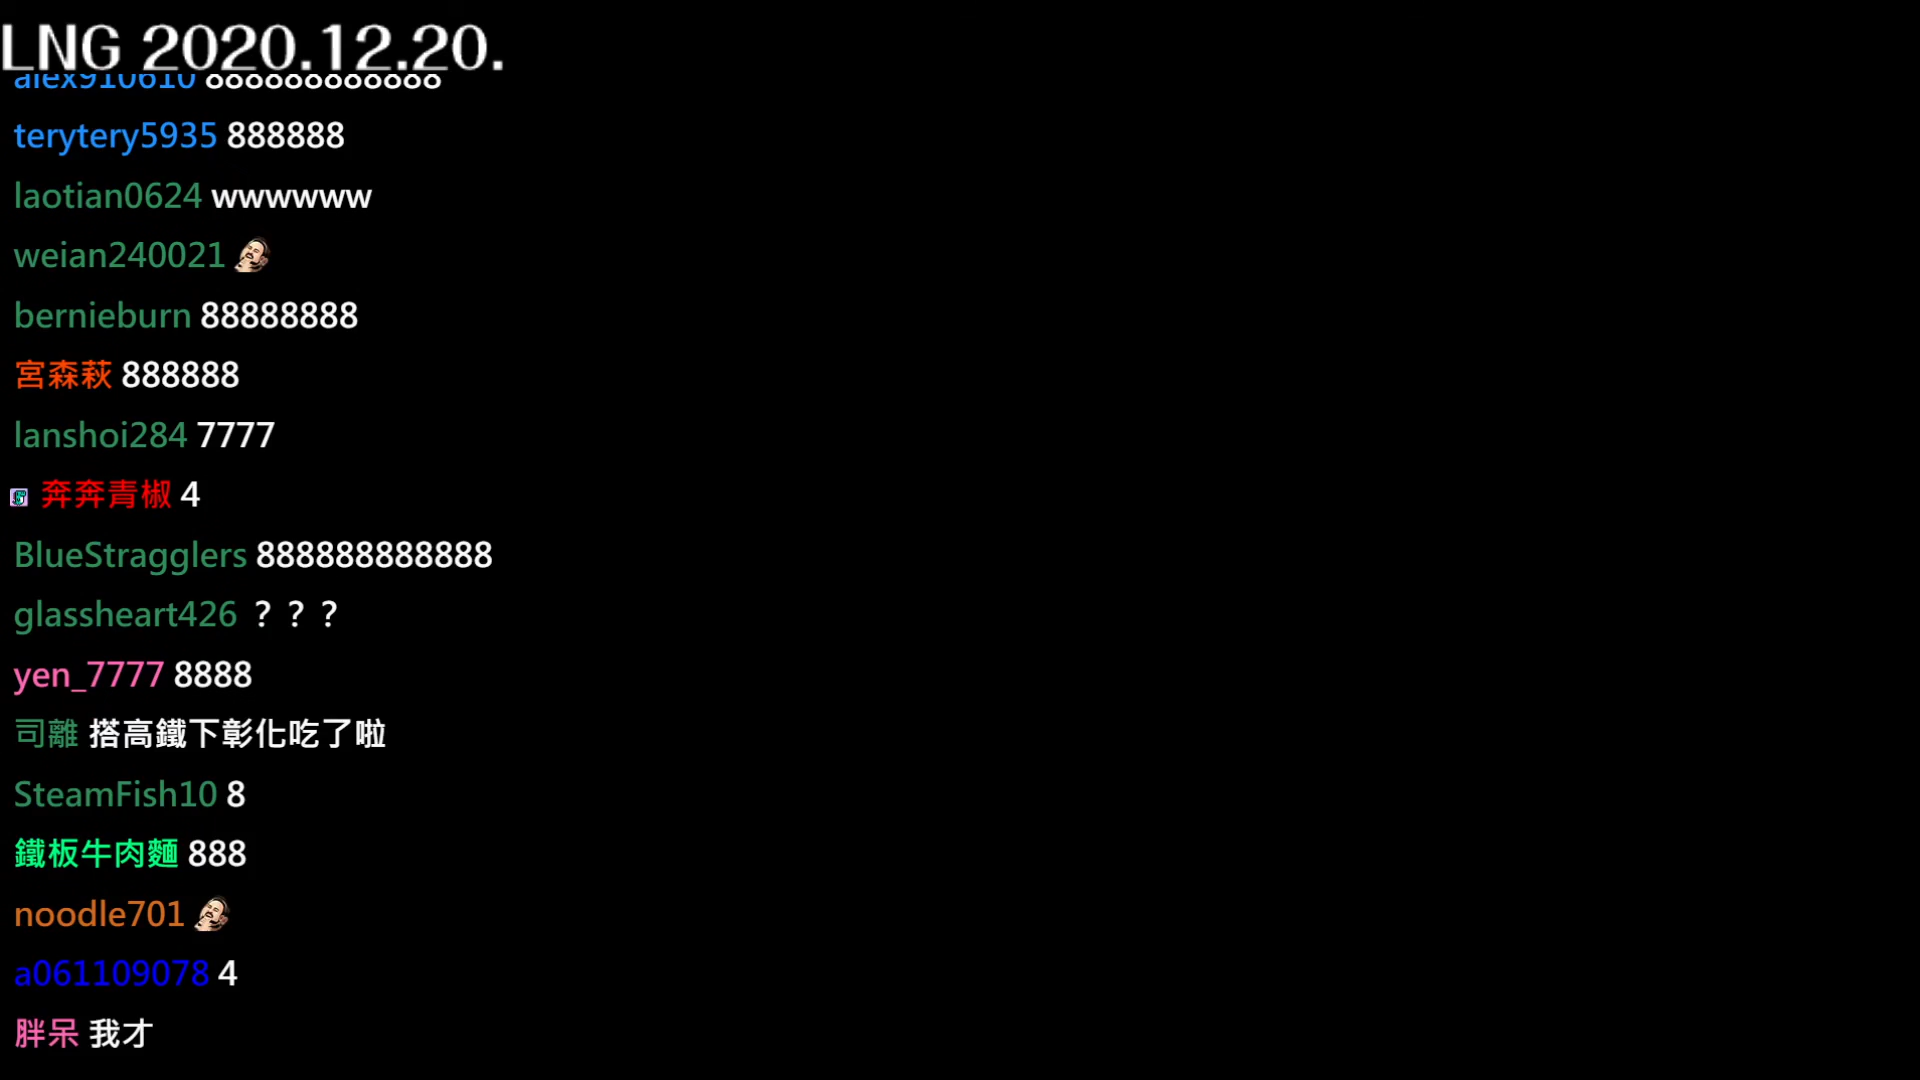 LNG 2020.12.20.
alex910610 888888888888
terytery5935 888888
laotian0624 wwwwww
weian240021
bernieburn 88888888
宮森萩 888888
lanshoi284 7777
奔奔青椒 4
BlueStragglers 888888888888
glassheart426 ？？？
yen_7777 8888
司離 搭高鐵下彰化吃了啦
SteamFish10 8
鐵板牛肉麵 888
noodle701
a061109078 4
胖呆 我才